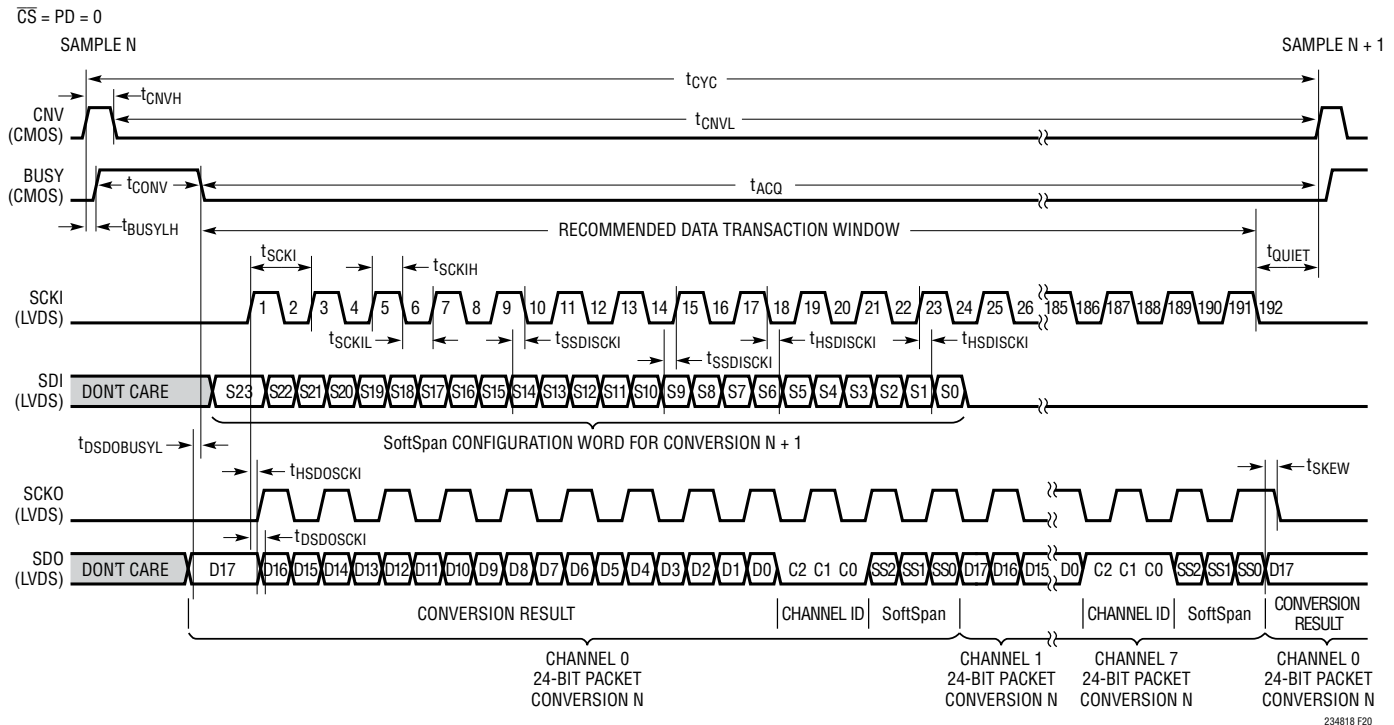 CS = PD = 0
SAMPLE N
SAMPLE N + 1
tCYC
tCNVH
CNV
(CMOS)
tCNVL
BUSY
(CMOS)
tCONV
tACQ
tBUSYLH
RECOMMENDED DATA TRANSACTION WINDOW
tQUIET
tSCKI
tSCKIH
SCKI
(LVDS)
1 2 3 4 5 6 7 8 9 10 11 12 13 14 15 16 17 18 19 20 21 22 23 24 25 26 185 186 187 188 189 190 191 192
tSCKIL
tSSDISCKI
tSSDISCKI
tHSDISCKI
tHSDISCKI
SDI
(LVDS)
DON'T CARE S23 S22 S21 S20 S19 S18 S17 S16 S15 S14 S13 S12 S11 S10 S9 S8 S7 S6 S5 S4 S3 S2 S1 S0
SoftSpan CONFIGURATION WORD FOR CONVERSION N + 1
tDSDOBUSYL
tHSDOSCKI
tSKEW
SCKO
(LVDS)
tDSDOSCKI
SDO
(LVDS)
DON'T CARE D17 D16 D15 D14 D13 D12 D11 D10 D9 D8 D7 D6 D5 D4 D3 D2 D1 D0 C2 C1 C0 SS2 SS1 SS0 D17 D16 D15 D0 C2 C1 C0 SS2 SS1 SS0 D17
CONVERSION RESULT
CHANNEL ID
SoftSpan
CHANNEL ID
SoftSpan
CONVERSION
RESULT
CHANNEL 0
24-BIT PACKET
CONVERSION N
CHANNEL 1
24-BIT PACKET
CONVERSION N
CHANNEL 7
24-BIT PACKET
CONVERSION N
CHANNEL 0
24-BIT PACKET
CONVERSION N
234818 F20